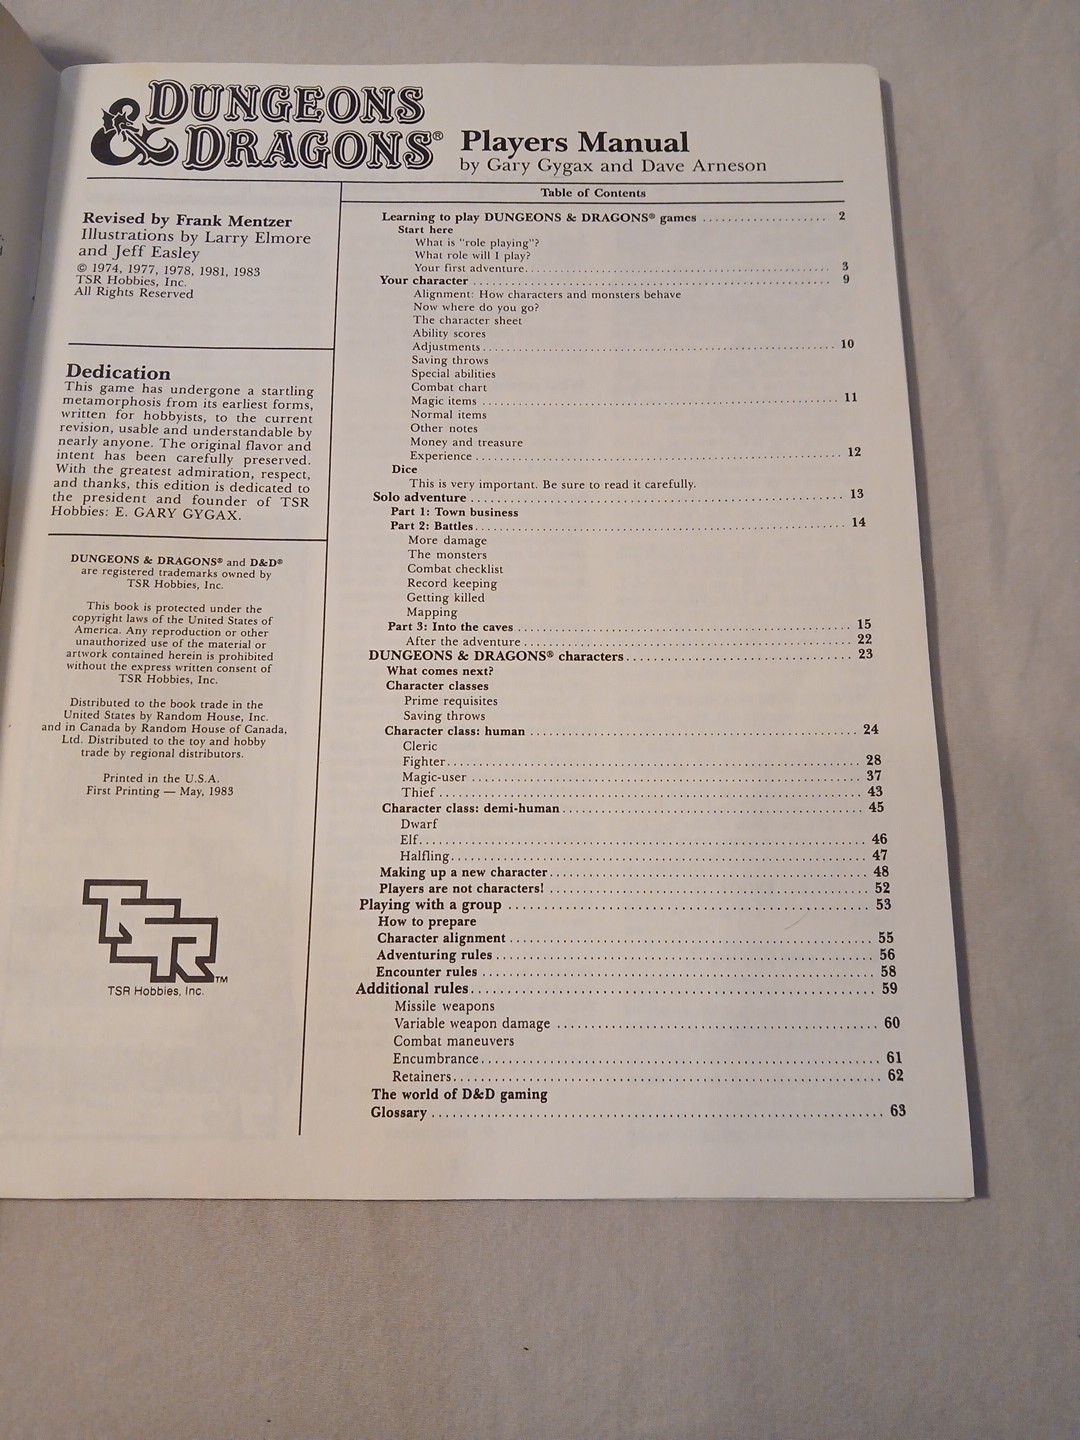 DUNGEONS
& DRAGONS®
Players Manual
by Gary Gygax and Dave Arneson
Revised by Frank Mentzer
Illustrations by Larry Elmore
and Jeff Easley
© 1974, 1977, 1978, 1981, 1983
TSR Hobbies, Inc.
All Rights Reserved
Dedication
This game has undergone a startling
metamorphosis from its earliest forms,
written for hobbyists, to the current
revision, usable and understandable by
nearly anyone. The original flavor and
intent has been carefully preserved.
With the greatest admiration, respect,
and thanks, this edition is dedicated to
the president and founder of TSR
Hobbies: E. GARY GYGAX.
DUNGEONS & DRAGONS® and D&D®
are registered trademarks owned by
TSR Hobbies, Inc.
This book is protected under the
copyright laws of the United States of
America. Any reproduction or other
unauthorized use of the material or
artwork contained herein is prohibited
without the express written consent of
TSR Hobbies, Inc.
Distributed to the book trade in the
United States by Random House, Inc.
and in Canada by Random House of Canada,
Ltd. Distributed to the toy and hobby
trade by regional distributors.
Printed in the U.S.A.
First Printing — May, 1983
TSR™
TSR Hobbies, Inc.
Table of Contents
Learning to play DUNGEONS & DRAGONS® games .................... 2
Start here
What is "role playing"?
What role will I play?
Your first adventure.................... 3
Your character .................... 9
Alignment: How characters and monsters behave
Now where do you go?
The character sheet
Ability scores
Adjustments.................... 10
Saving throws
Special abilities
Combat chart
Magic items .................... 11
Normal items
Other notes
Money and treasure
Experience .................... 12
Dice
This is very important. Be sure to read it carefully.
Solo adventure .................... 13
Part 1: Town business
Part 2: Battles.................... 14
More damage
The monsters
Combat checklist
Record keeping
Getting killed
Mapping
Part 3: Into the caves .................... 15
After the adventure .................... 22
DUNGEONS & DRAGONS® characters.................... 23
What comes next?
Character classes
Prime requisites
Saving throws
Character class: human .................... 24
Cleric
Fighter.................... 28
Magic-user .................... 37
Thief .................... 43
Character class: demi-human .................... 45
Dwarf
Elf.................... 46
Halfling.................... 47
Making up a new character.................... 48
Players are not characters! .................... 52
Playing with a group .................... 53
How to prepare
Character alignment .................... 55
Adventuring rules .................... 56
Encounter rules .................... 58
Additional rules.................... 59
Missile weapons
Variable weapon damage .................... 60
Combat maneuvers
Encumbrance.................... 61
Retainers.................... 62
The world of D&D gaming
Glossary .................... 63